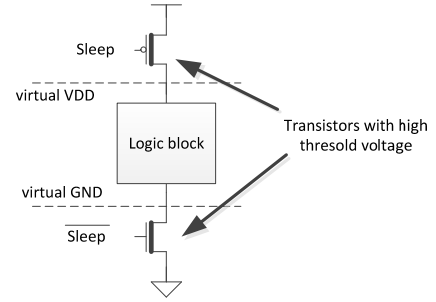 Sleep
virtual VDD
Logic block
Transistors with high
thresold voltage
virtual GND
Sleep